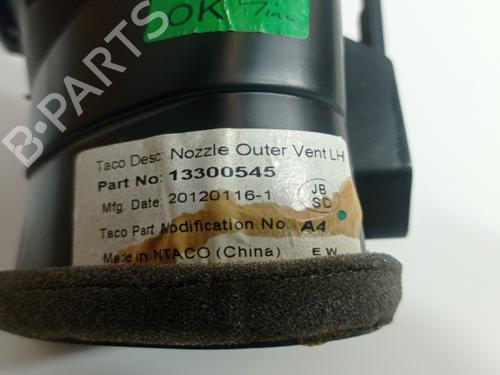 OK
B-PARTS
Taco Desc: Nozzle Outer Vent LH
Part No: 13300545
Mfg. Date: 20120116-1
JB
SD
Taco Part Modification No. A4
Made in NTACO (China) E W